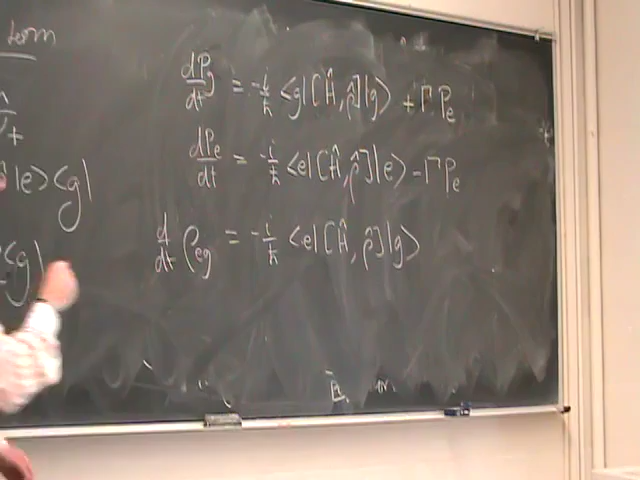 term
dP_g/dt = -i/ħ <g|[Ĥ, ρ̂]|g> + Γ P_e
dP_e/dt = -i/ħ <e|[Ĥ, ρ̂]|e> - Γ P_e
|e><g|
d/dt ρ_eg = -i/ħ <e|[Ĥ, ρ̂]|g>
<g|